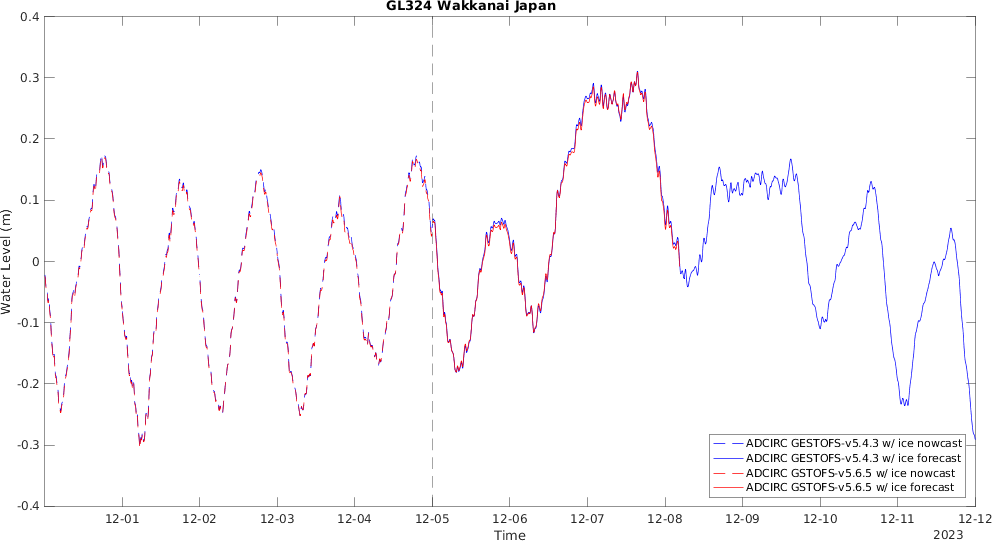 GL324 Wakkanai Japan
0.4
0.3
0.2
0.1
0
-0.1
-0.2
-0.3
-0.4
Water Level (m)
12-01 12-02 12-03 12-04 12-05 12-06 12-07 12-08 12-09 12-10 12-11 12-12
Time
2023
ADCIRC GESTOFS-v5.4.3 w/ ice nowcast
ADCIRC GESTOFS-v5.4.3 w/ ice forecast
ADCIRC GSTOFS-v5.6.5 w/ ice nowcast
ADCIRC GSTOFS-v5.6.5 w/ ice forecast